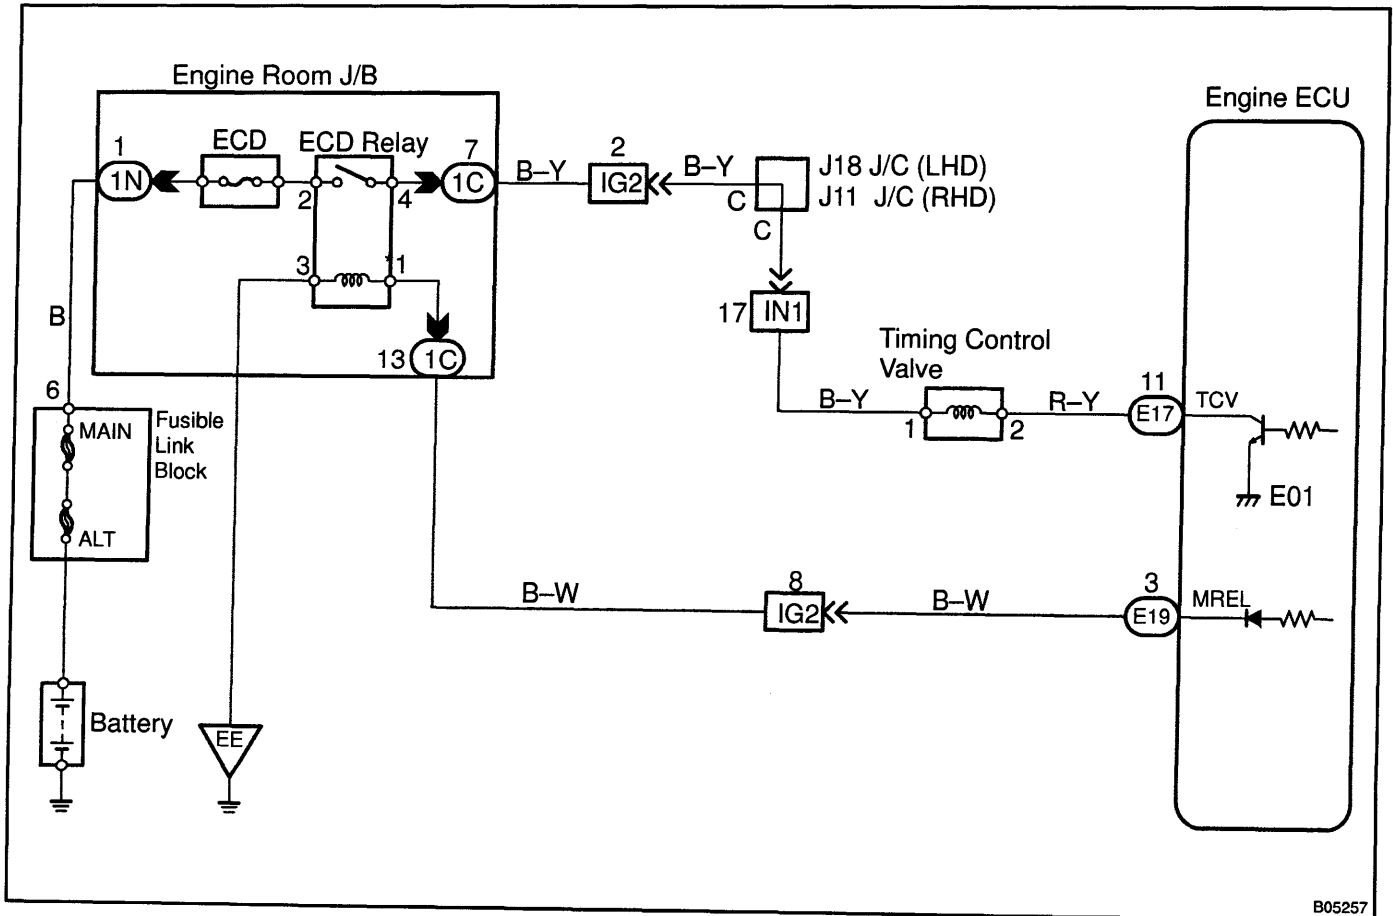 Engine Room J/B
Engine ECU
1
ECD
ECD Relay
7
2
1N
1C
B–Y
IG2
B–Y
J18 J/C (LHD)
J11 J/C (RHD)
2
4
C
C
3
1
B
17
IN1
13
1C
Timing Control
Valve
6
MAIN
Fusible
Link
Block
ALT
B–Y
1
2
R–Y
11
E17
TCV
E01
B–W
8
IG2
B–W
3
E19
MREL
Battery
EE
B05257